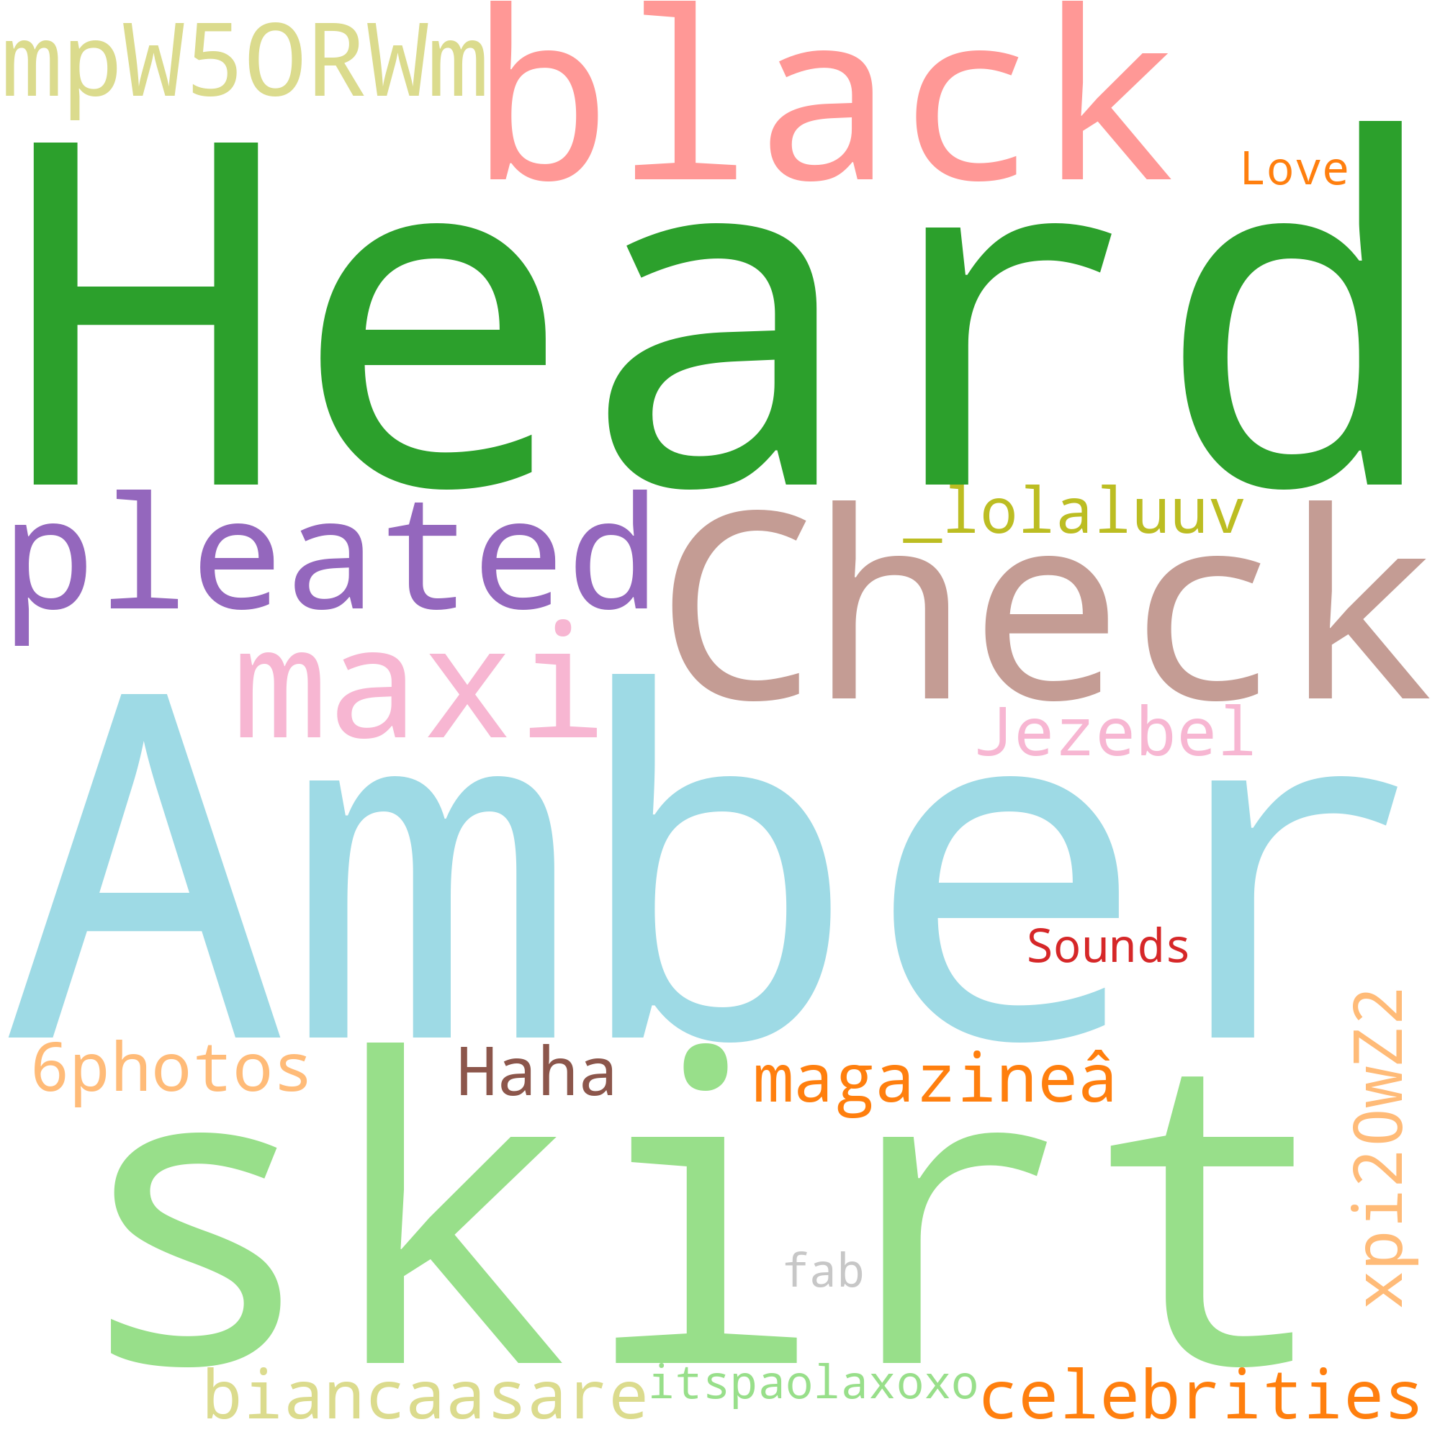 mpW5ORWm
black
Love
Heard
pleated
_lolaluuv
Check
maxi
Jezebel
Amber
Sounds
6photos
Haha
magazineâ
xpi2OwZ2
skirt
fab
biancaasare
itspaolaxoxo
celebrities